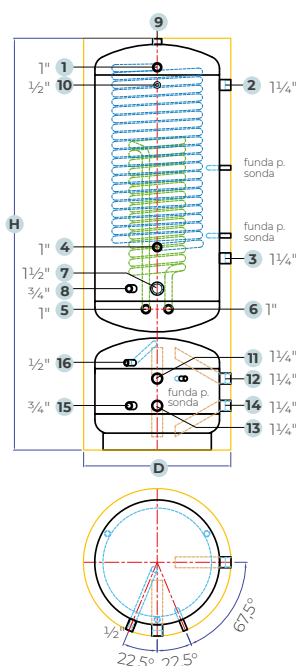 9
1" 1
½" 10
2 1¼"
funda p.
sonda
H
funda p.
sonda
1" 4
3 1¼"
1½" 7
¾" 8
1" 5
6 1"
½" 16
11 1¼"
12 1¼"
funda p.
sonda
¾" 15
14 1¼"
13 1¼"
D
½"
22,5° 22,5°
67,5°